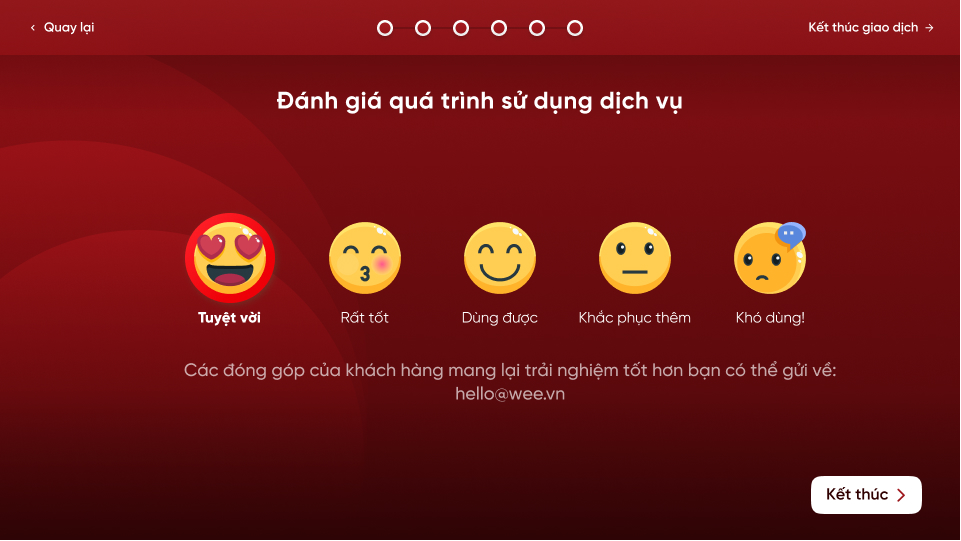 Quay lại
Kết thúc giao dịch
Đánh giá quá trình sử dụng dịch vụ
Tuyệt vời
Rất tốt
Dùng được
Khắc phục thêm
Khó dùng!
Các đóng góp của khách hàng mang lại trải nghiệm tốt hơn bạn có thể gửi về:
hello@wee.vn
Kết thúc